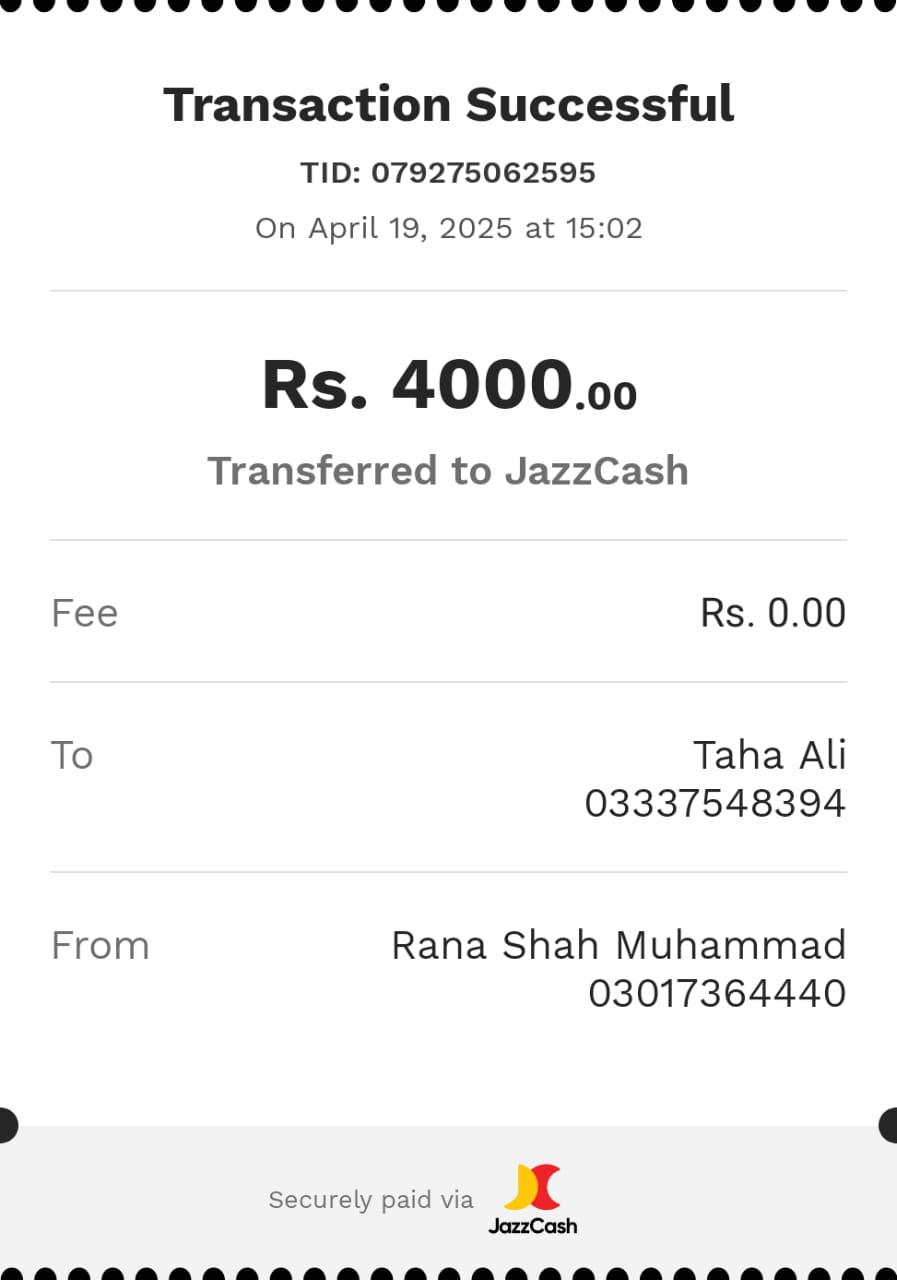 Transaction Successful
TID: 079275062595
On April 19, 2025 at 15:02
Rs. 4000.00
Transferred to JazzCash
Fee Rs. 0.00
To Taha Ali
03337548394
From Rana Shah Muhammad
03017364440
Securely paid via JazzCash